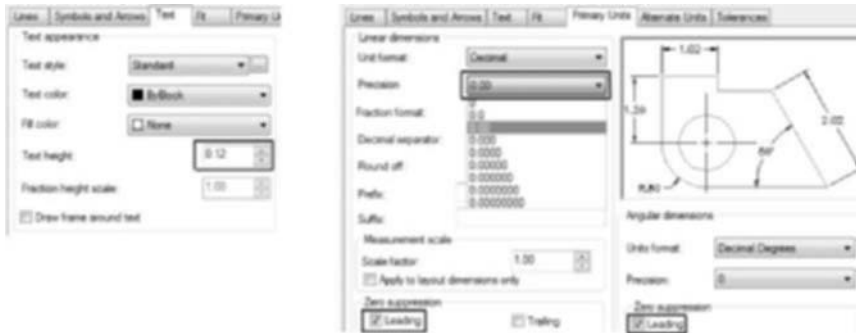 Lines Symbols and Arrows Text Fit Primary
Text appearance
Text style: Standard
Text color: ByBlock
Fill color: None
Text height: 0.12
Fraction height scale: 1.00
Draw frame around text
Lines Symbols and Arrows Text Fit Primary Units Alternate Units Tolerances
Linear dimensions
Unit format: Decimal
Precision 0.00
0
Fraction format: 0.0
0.00
Decimal separator: 0.000
0.0000
Round off: 0.00000
0.000000
Prefix: 0.0000000
0.00000000
Suffix:
Measurement scale
Scale factor: 1.00
Apply to layout dimensions only
Zero suppression
Leading Trailing
1.02
1.20
2.02
60°
Angular dimensions
Units format: Decimal Degrees
Precision: 0
Zero suppression
Leading